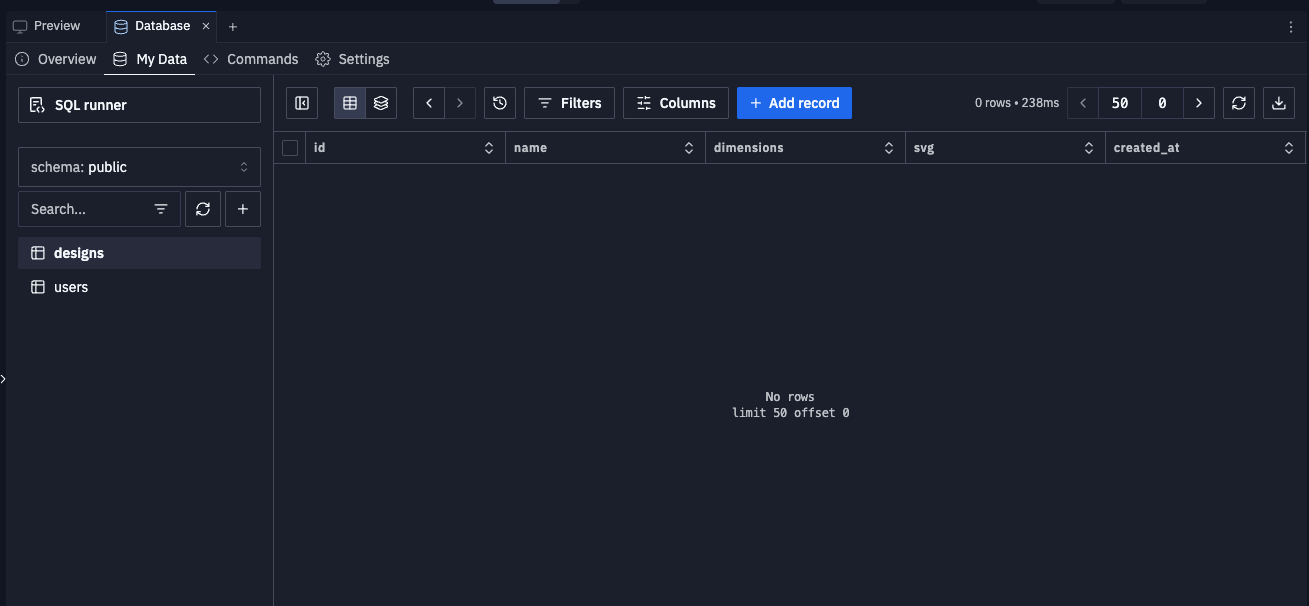 Preview
Database
Overview
My Data
Commands
Settings
SQL runner
Filters
Columns
+ Add record
0 rows • 238ms
50
0
schema: public
Search...
designs
users
id
name
dimensions
svg
created_at
No rows
limit 50 offset 0